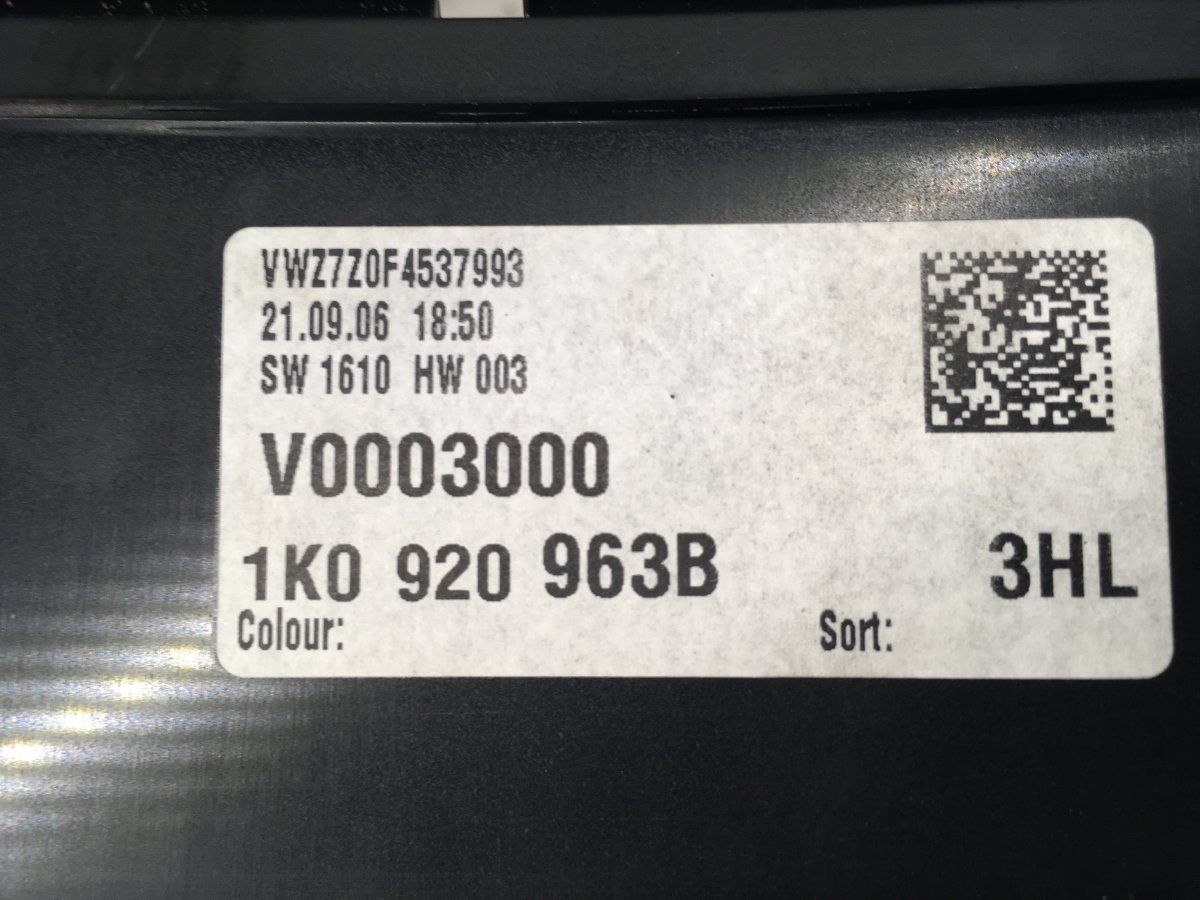 VWZ7Z0F4537993
21.09.06 18:50
SW 1610 HW 003
V0003000
1K0 920 963B 3HL
Colour: Sort: